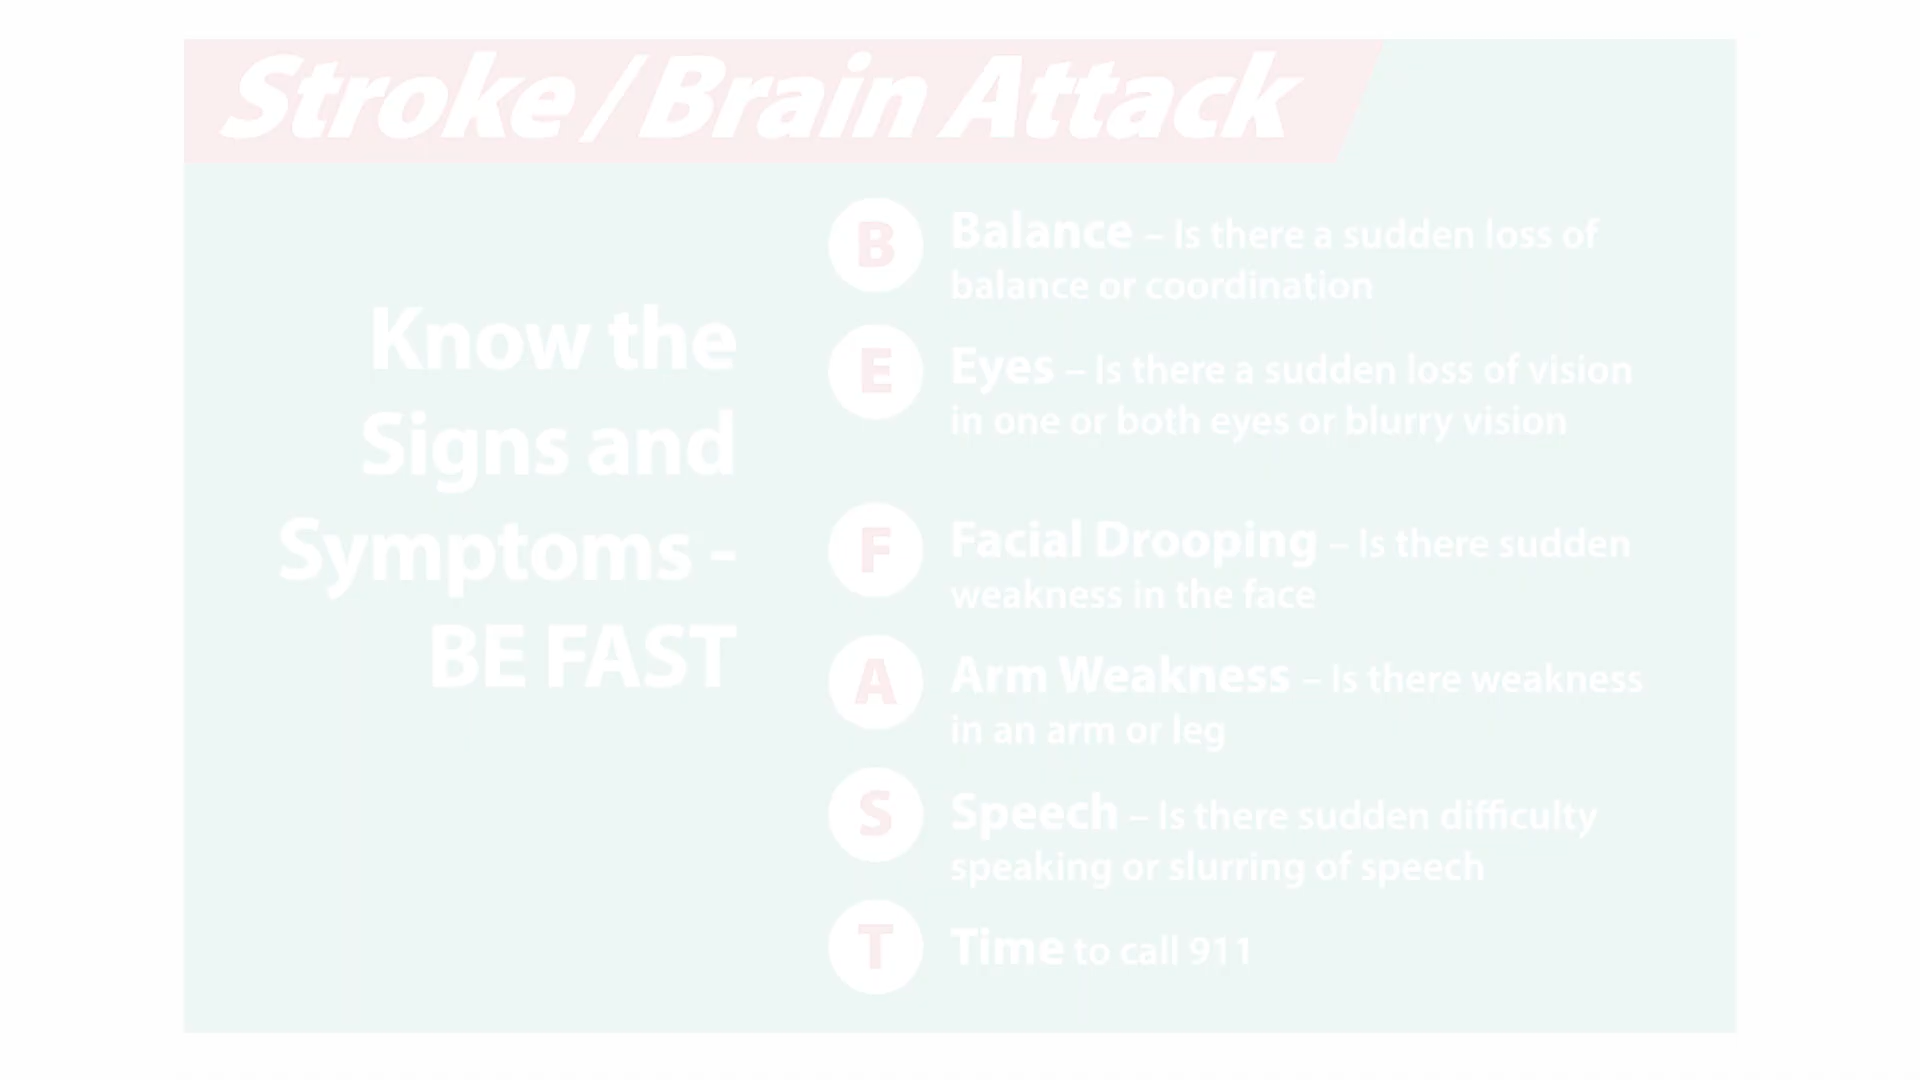 Stroke / Brain Attack
Know the
Signs and
Symptoms -
BE FAST
B
Balance – Is there a sudden loss of
balance or coordination
E
Eyes – Is there a sudden loss of vision
in one or both eyes or blurry vision
F
Facial Drooping – Is there sudden
weakness in the face
A
Arm Weakness – Is there weakness
in an arm or leg
S
Speech – Is there sudden difficulty
speaking or slurring of speech
T
Time to call 911